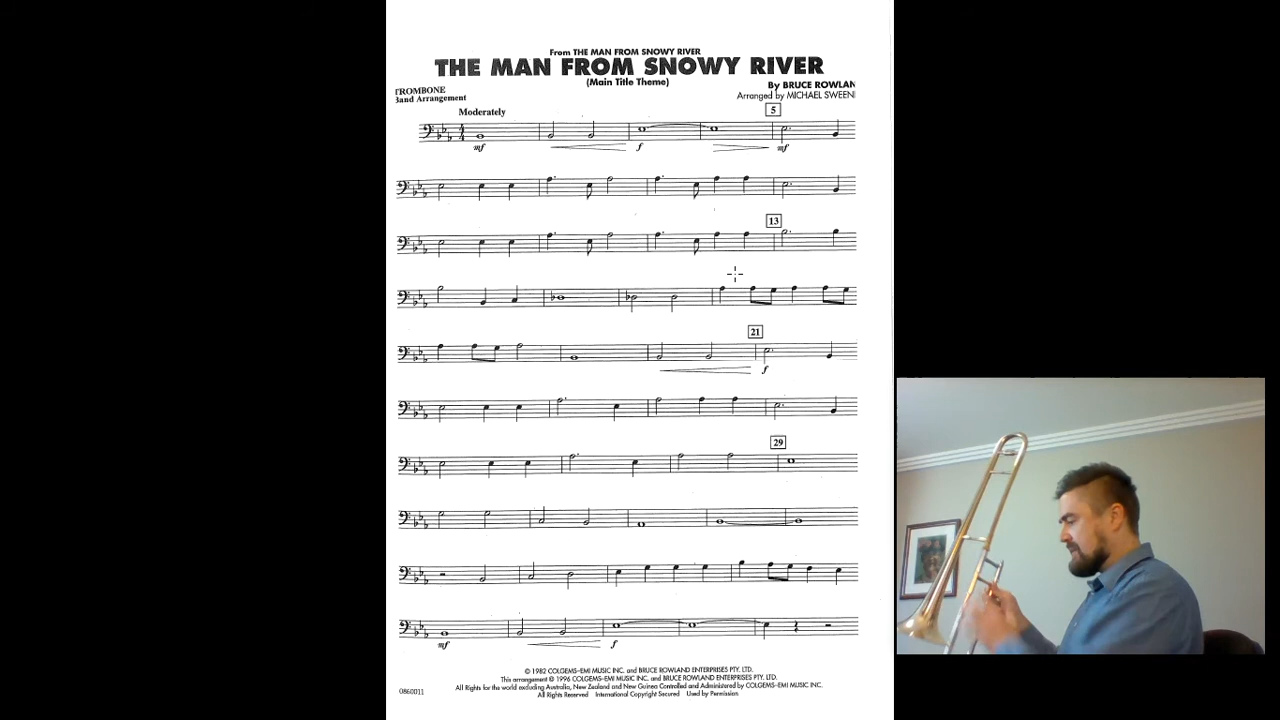 From THE MAN FROM SNOWY RIVER
THE MAN FROM SNOWY RIVER
(Main Title Theme)
TROMBONE
Band Arrangement
By BRUCE ROWLAN
Arranged by MICHAEL SWEEN
Moderately
5
mf
f
mf
13
21
f
29
mf
f
© 1982 COLGEMS-EMI MUSIC INC. and BRUCE ROWLAND ENTERPRISES PTY. LTD.
This arrangement © 1996 COLGEMS-EMI MUSIC INC. and BRUCE ROWLAND ENTERPRISES PTY. LTD.
All Rights for the world excluding Australia, New Zealand and New Guinea Controlled and Administered by COLGEMS-EMI MUSIC INC.
All Rights Reserved International Copyright Secured Used by Permission
0860011